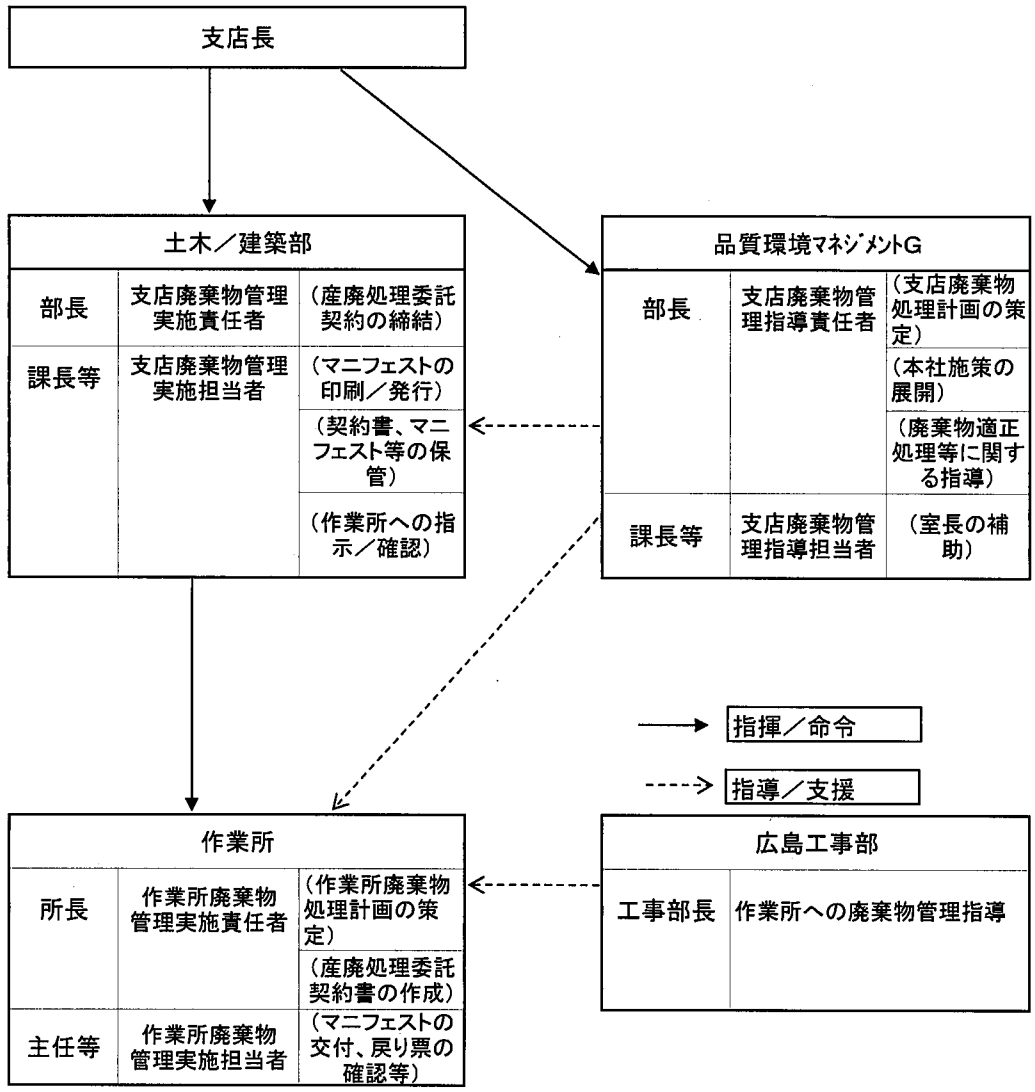 支店長
土木／建築部
部長
支店廃棄物管理
実施責任者
(産廃処理委託
契約の締結)
課長等
支店廃棄物管理
実施担当者
(マニフェストの
印刷／発行)
(契約書、マニ
フェスト等の保
管)
(作業所への指
示／確認)
品質環境マネジメントG
部長
支店廃棄物管
理指導責任者
(支店廃棄物
処理計画の策
定)
(本社施策の
展開)
(廃棄物適正
処理等に関す
る指導)
課長等
支店廃棄物管
理指導担当者
(室長の補
助)
指揮／命令
指導／支援
作業所
所長
作業所廃棄物
管理実施責任者
(作業所廃棄物
処理計画の策
定)
(産廃処理委託
契約書の作成)
主任等
作業所廃棄物
管理実施担当者
(マニフェストの
交付、戻り票の
確認等)
広島工事部
工事部長
作業所への廃棄物管理指導